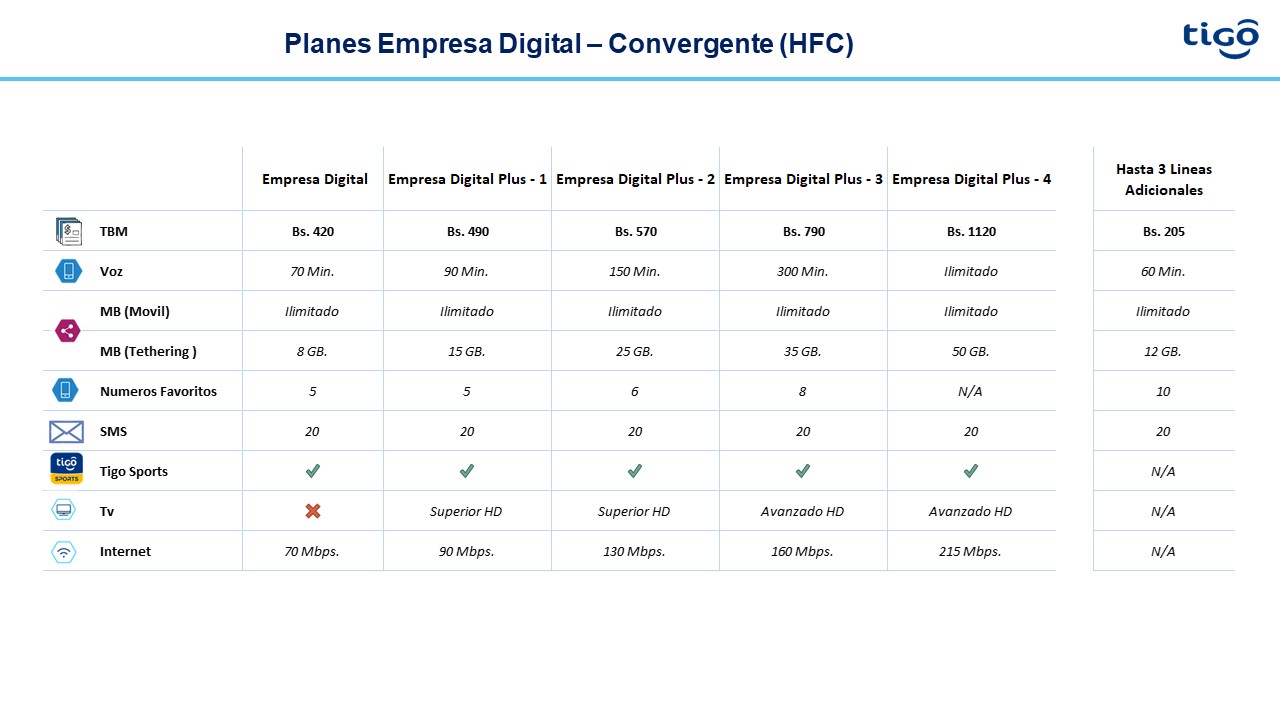 Planes Empresa Digital – Convergente (HFC)
tigo
Empresa Digital Empresa Digital Plus - 1 Empresa Digital Plus - 2 Empresa Digital Plus - 3 Empresa Digital Plus - 4 Hasta 3 Lineas
Adicionales
TBM Bs. 420 Bs. 490 Bs. 570 Bs. 790 Bs. 1120 Bs. 205
Voz 70 Min. 90 Min. 150 Min. 300 Min. Ilimitado 60 Min.
MB (Movil) Ilimitado Ilimitado Ilimitado Ilimitado Ilimitado Ilimitado
MB (Tethering ) 8 GB. 15 GB. 25 GB. 35 GB. 50 GB. 12 GB.
Numeros Favoritos 5 5 6 8 N/A 10
SMS 20 20 20 20 20 20
tigo
SPORTS
Tigo Sports N/A
Tv Superior HD Superior HD Avanzado HD Avanzado HD N/A
Internet 70 Mbps. 90 Mbps. 130 Mbps. 160 Mbps. 215 Mbps. N/A